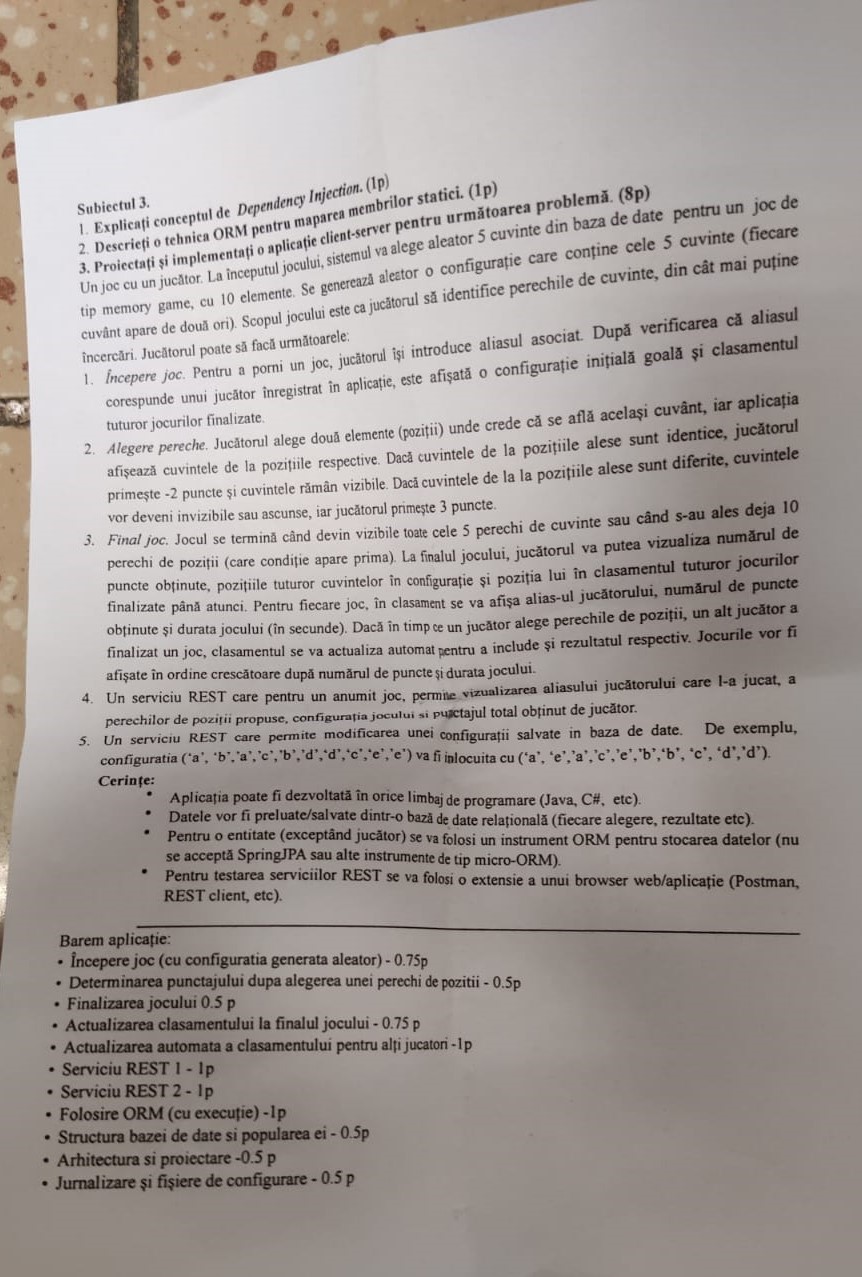 Subiectul 3.
1. Explicați conceptul de Dependency Injection. (1p)
2. Descrieți o tehnica ORM pentru maparea membrilor statici. (1p)
3. Proiectați și implementați o aplicație client-server pentru următoarea problemă. (8p)
Un joc cu un jucător. La începutul jocului, sistemul va alege aleator 5 cuvinte din baza de date pentru un joc de
tip memory game, cu 10 elemente. Se generează aleator o configurație care conține cele 5 cuvinte (fiecare
cuvânt apare de două ori). Scopul jocului este ca jucătorul să identifice perechile de cuvinte, din cât mai puține
încercări. Jucătorul poate să facă următoarele:
1. Începere joc. Pentru a porni un joc, jucătorul își introduce aliasul asociat. După verificarea că aliasul
corespunde unui jucător înregistrat în aplicație, este afișată o configurație inițială goală și clasamentul
tuturor jocurilor finalizate.
2. Alegere pereche. Jucătorul alege două elemente (poziții) unde crede că se află același cuvânt, iar aplicația
afișează cuvintele de la pozițiile respective. Dacă cuvintele de la pozițiile alese sunt identice, jucătorul
primește -2 puncte și cuvintele rămân vizibile. Dacă cuvintele de la la pozițiile alese sunt diferite, cuvintele
vor deveni invizibile sau ascunse, iar jucătorul primește 3 puncte.
3. Final joc. Jocul se termină când devin vizibile toate cele 5 perechi de cuvinte sau când s-au ales deja 10
perechi de poziții (care condiție apare prima). La finalul jocului, jucătorul va putea vizualiza numărul de
puncte obținute, pozițiile tuturor cuvintelor în configurație și poziția lui în clasamentul tuturor jocurilor
finalizate până atunci. Pentru fiecare joc, în clasament se va afișa alias-ul jucătorului, numărul de puncte
obținute și durata jocului (în secunde). Dacă în timp ce un jucător alege perechile de poziții, un alt jucător a
finalizat un joc, clasamentul se va actualiza automat pentru a include și rezultatul respectiv. Jocurile vor fi
afișate în ordine crescătoare după numărul de puncte și durata jocului.
4. Un serviciu REST care pentru un anumit joc, permite vizualizarea aliasului jucătorului care l-a jucat, a
perechilor de poziții propuse, configurația jocului si punctajul total obținut de jucător.
5. Un serviciu REST care permite modificarea unei configurații salvate in baza de date. De exemplu,
configuratia ('a', 'b','a','c','b','d','d','c','e','e') va fi inlocuita cu ('a', 'e','a','c','e','b','b', 'c', 'd','d').
Cerințe:
• Aplicația poate fi dezvoltată în orice limbaj de programare (Java, C#, etc).
• Datele vor fi preluate/salvate dintr-o bază de date relațională (fiecare alegere, rezultate etc).
• Pentru o entitate (exceptând jucător) se va folosi un instrument ORM pentru stocarea datelor (nu
se acceptă SpringJPA sau alte instrumente de tip micro-ORM).
• Pentru testarea serviciilor REST se va folosi o extensie a unui browser web/aplicație (Postman,
REST client, etc).
Barem aplicație:
• Începere joc (cu configuratia generata aleator) - 0.75p
• Determinarea punctajului dupa alegerea unei perechi de pozitii - 0.5p
• Finalizarea jocului 0.5 p
• Actualizarea clasamentului la finalul jocului - 0.75 p
• Actualizarea automata a clasamentului pentru alți jucatori -1p
• Serviciu REST 1 - 1p
• Serviciu REST 2 - 1p
• Folosire ORM (cu execuție) -1p
• Structura bazei de date si popularea ei - 0.5p
• Arhitectura si proiectare -0.5 p
• Jurnalizare și fișiere de configurare - 0.5 p